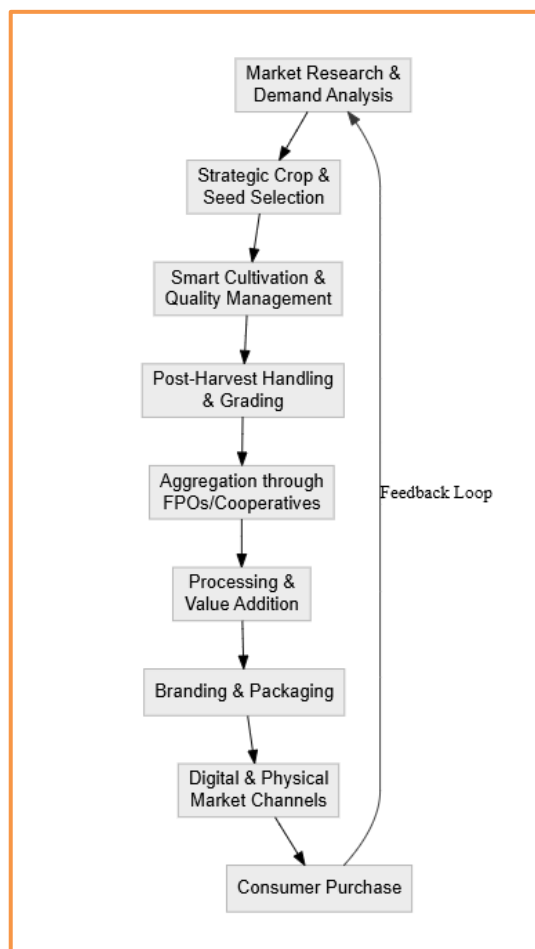 Market Research &
Demand Analysis
Strategic Crop &
Seed Selection
Smart Cultivation &
Quality Management
Post-Harvest Handling
& Grading
Aggregation through
FPOs/Cooperatives
Feedback Loop
Processing &
Value Addition
Branding & Packaging
Digital & Physical
Market Channels
Consumer Purchase